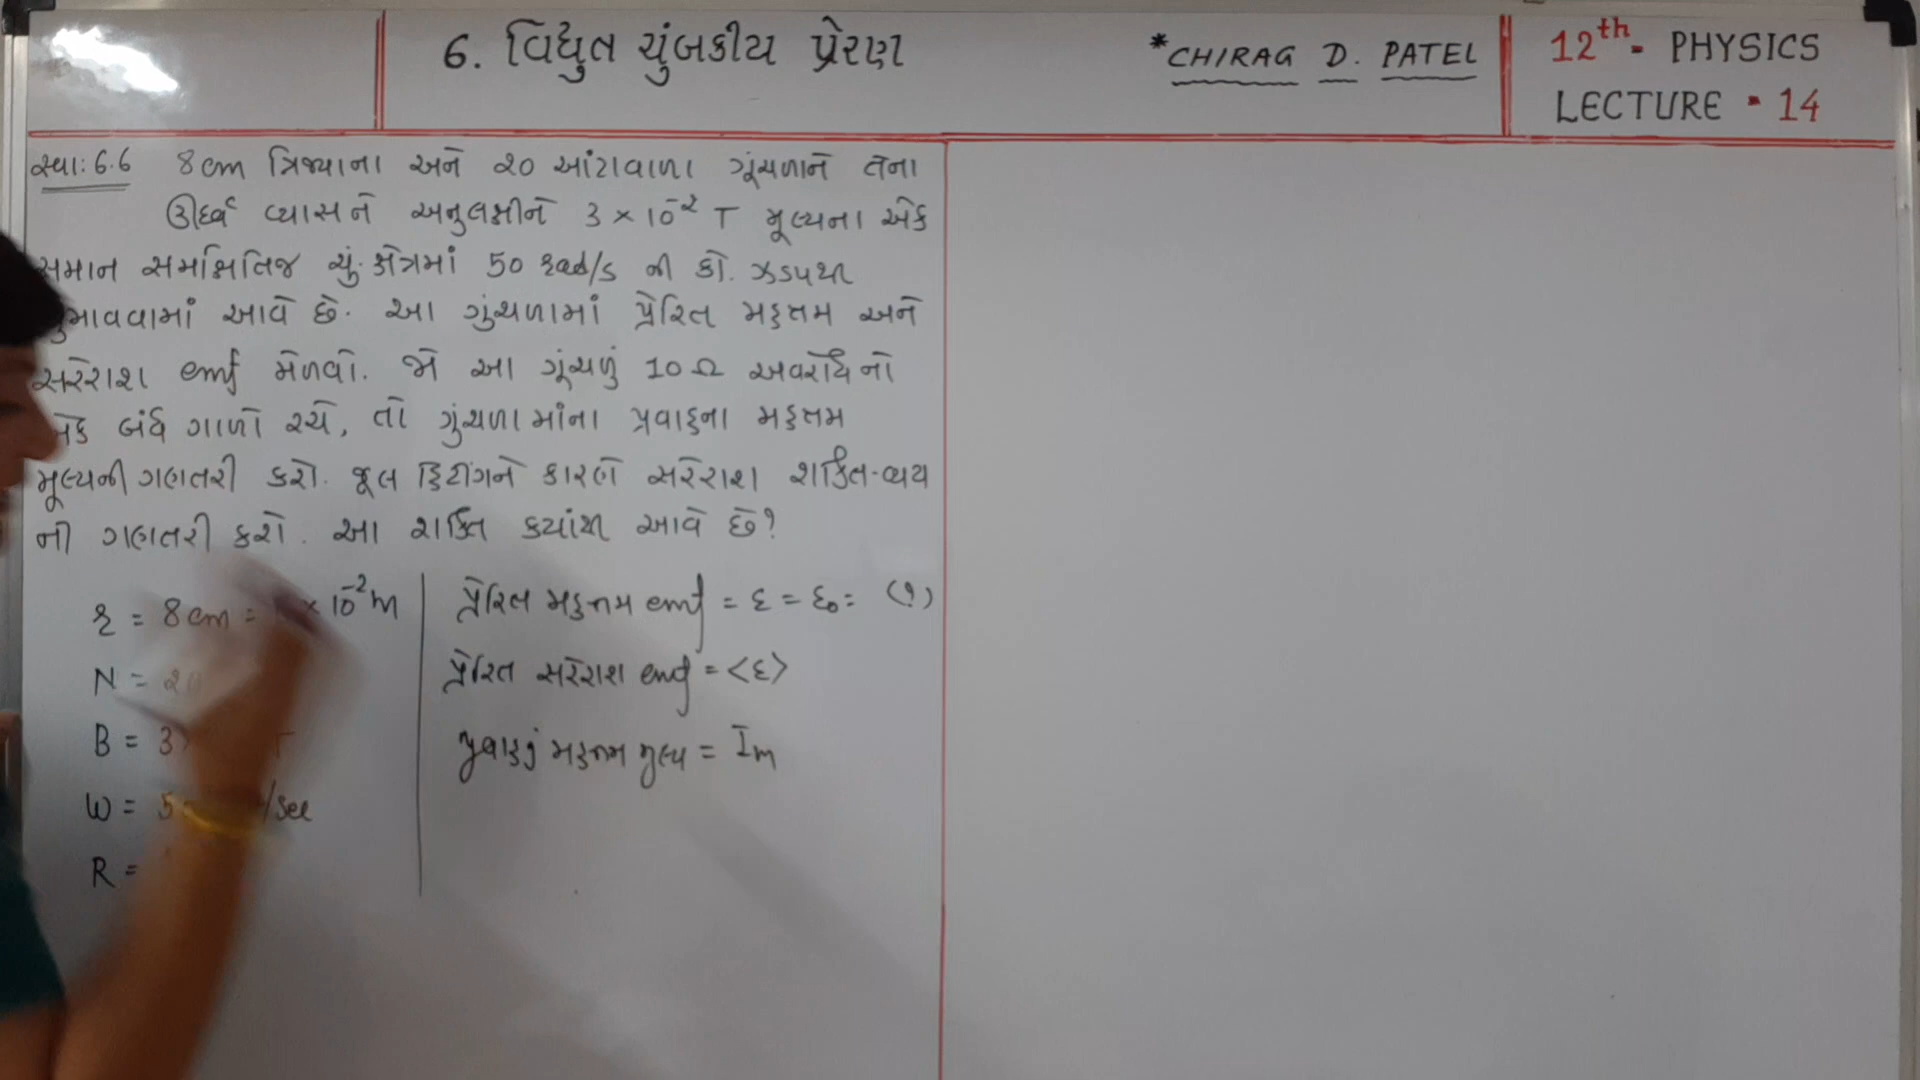 6. વિદ્યુત ચુંબકીય પ્રેરણ
*CHIRAG D. PATEL
12th - PHYSICS
LECTURE - 14
સ્વા: 6.6 8 cm ત્રિજ્યાના અને ૨૦ આંટાવાળા ગૂંચળાને તેના
ઊર્ધ્વ વ્યાસને અનુલક્ષીને 3 × 10⁻² T મૂલ્યના એક
સમાન સમક્ષિતિજ ચું. ક્ષેત્રમાં 50 rad/s ની કો. ઝડપથી
આવે છે. આ ગુંચળામાં પ્રેરિત મહત્તમ અને
સરેરાશ emf મેળવો. જો આ ગૂંચળું 10 Ω અવરોધનો
બંધ ગાળો રચે, તો ગુંચળામાંના પ્રવાહના મહત્તમ
મૂલ્યની ગણતરી કરો. જૂલ હિટીંગને કારણે સરેરાશ શક્તિ-વ્યય
ની ગણતરી કરો. આ શક્તિ ક્યાંથી આવે છે?
r = 8 cm = × 10⁻² m
N = 20
B = 3
ω = 5 /sec
R =
પ્રેરિત મહત્તમ emf = ε = ε₀ = (?)
પ્રેરિત સરેરાશ emf = <ε>
પ્રવાહનું મહત્તમ મૂલ્ય = Im